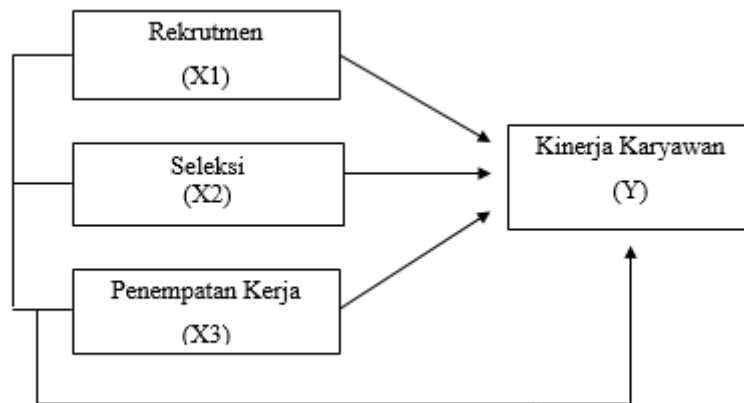 Rekrutmen
(X1)
Seleksi
(X2)
Penempatan Kerja
(X3)
Kinerja Karyawan
(Y)